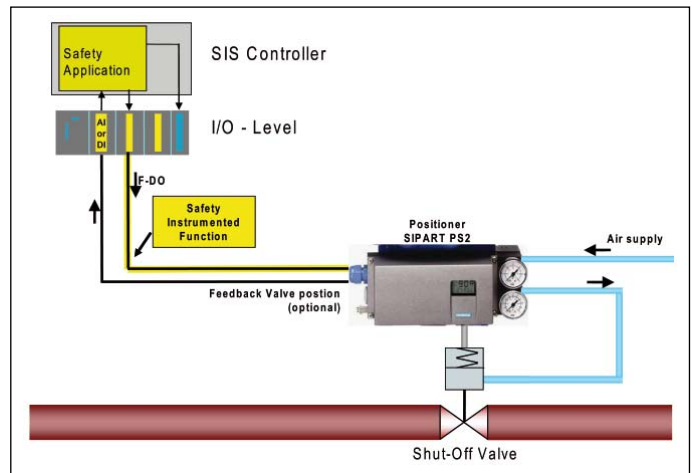 Safety
Application
SIS Controller
AI
or
DI
I/O - Level
F-DO
Safety
Instrumented
Function
Positioner
SIPART PS2
Air supply
Feedback Valve postion
(optional)
Shut-Off Valve